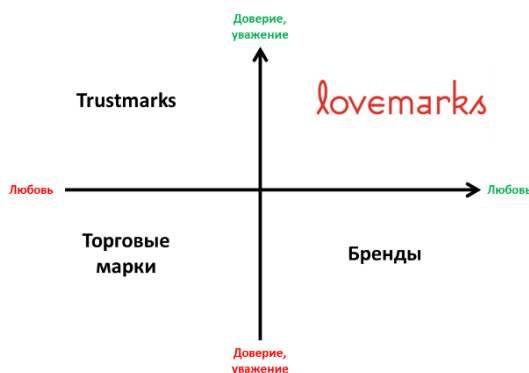 Доверие,
уважение
Trustmarks
lovemarks
Любовь
Любовь
Торговые
марки
Бренды
Доверие,
уважение